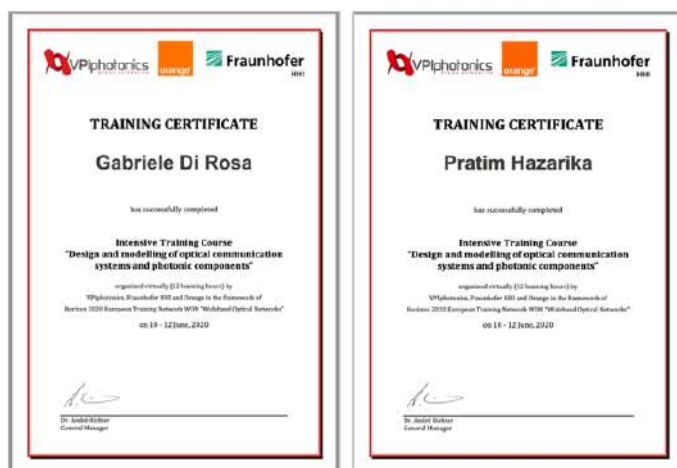 VPIphotonics
orange
Fraunhofer
HHI
TRAINING CERTIFICATE
Gabriele Di Rosa
has successfully completed
Intensive Training Course
"Design and modelling of optical communication
systems and photonic components"
organised virtually (12 learning hours) by
VPIphotonics, Fraunhofer HHI and Orange in the framework of
Horizon 2020 European Training Network WON "Wideband Optical Networks"
on 10 - 12 June, 2020
Dr. André Richter
General Manager
VPIphotonics
orange
Fraunhofer
HHI
TRAINING CERTIFICATE
Pratim Hazarika
has successfully completed
Intensive Training Course
"Design and modelling of optical communication
systems and photonic components"
organised virtually (12 learning hours) by
VPIphotonics, Fraunhofer HHI and Orange in the framework of
Horizon 2020 European Training Network WON "Wideband Optical Networks"
on 10 - 12 June, 2020
Dr. André Richter
General Manager